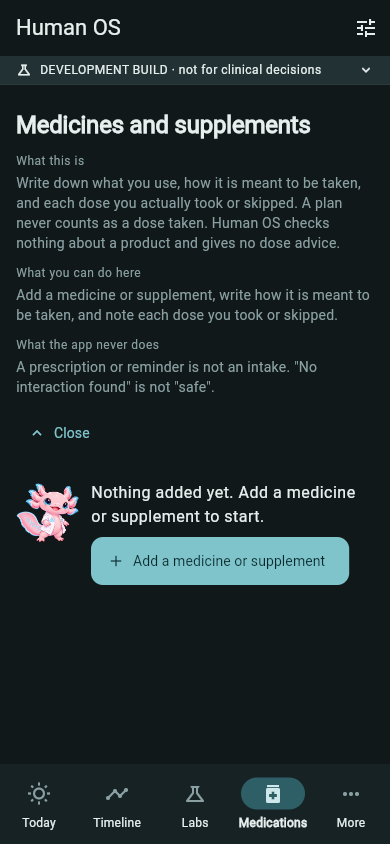 Human OS
DEVELOPMENT BUILD · not for clinical decisions
Medicines and supplements
What this is
Write down what you use, how it is meant to be taken,
and each dose you actually took or skipped. A plan
never counts as a dose taken. Human OS checks
nothing about a product and gives no dose advice.
What you can do here
Add a medicine or supplement, write how it is meant to
be taken, and note each dose you took or skipped.
What the app never does
A prescription or reminder is not an intake. "No
interaction found" is not "safe".
Close
Nothing added yet. Add a medicine
or supplement to start.
Add a medicine or supplement
Today
Timeline
Labs
Medications
More